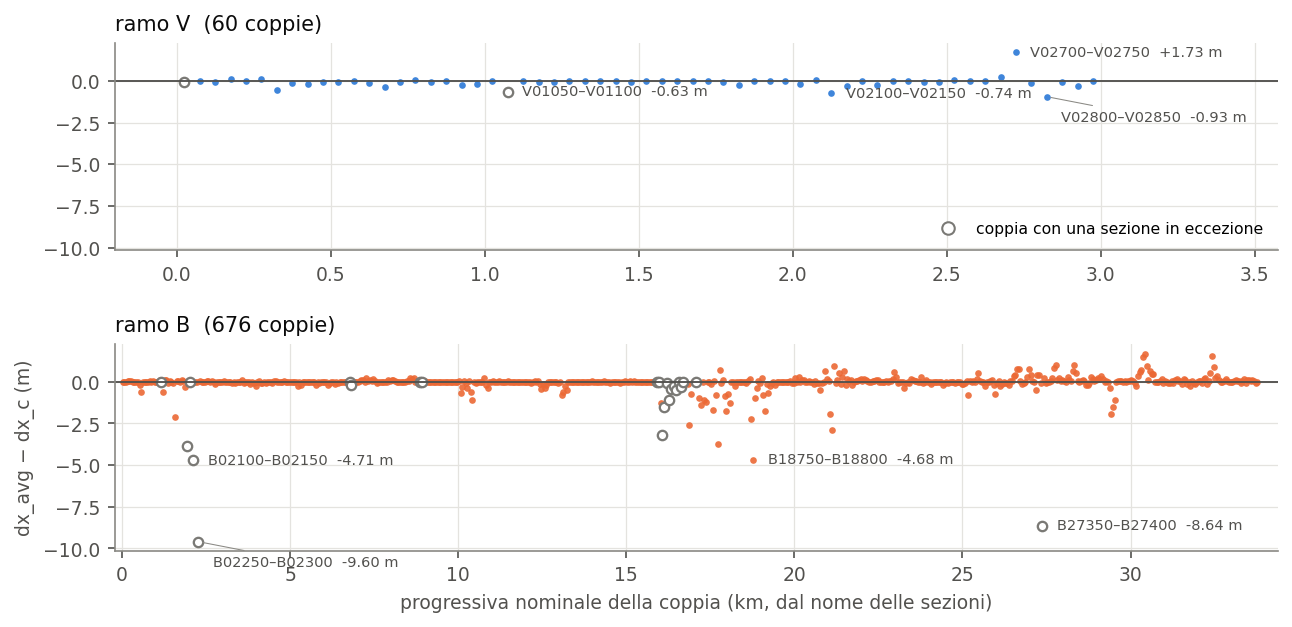 ramo V (60 coppie)
0.0
−2.5
−5.0
−7.5
−10.0
V02700–V02750 +1.73 m
V01050–V01100 -0.63 m
V02100–V02150 -0.74 m
V02800–V02850 -0.93 m
coppia con una sezione in eccezione
0.0 0.5 1.0 1.5 2.0 2.5 3.0 3.5
ramo B (676 coppie)
dx_avg − dx_c (m)
0.0
−2.5
−5.0
−7.5
−10.0
B02100–B02150 -4.71 m
B18750–B18800 -4.68 m
B27350–B27400 -8.64 m
B02250–B02300 -9.60 m
0 5 10 15 20 25 30
progressiva nominale della coppia (km, dal nome delle sezioni)